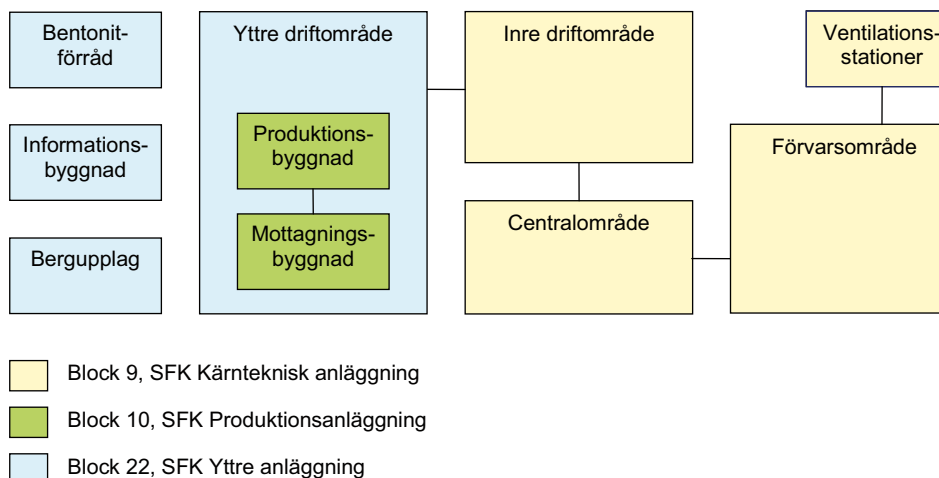 Bentonit-
förråd
Yttre driftområde
Inre driftområde
Ventilations-
stationer
Informations-
byggnad
Produktions-
byggnad
Förvarsområde
Bergupplag
Mottagnings-
byggnad
Centralområde
Block 9, SFK Kärnteknisk anläggning
Block 10, SFK Produktionsanläggning
Block 22, SFK Yttre anläggning